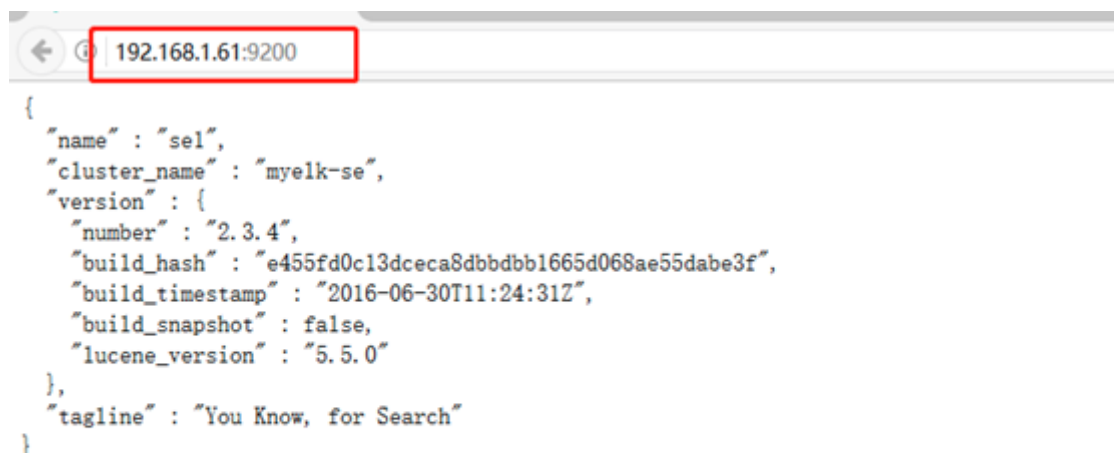 192.168.1.61:9200
{
"name" : "sel",
"cluster_name" : "myelk-se",
"version" : {
"number" : "2.3.4",
"build_hash" : "e455fd0c13dceca8dbbdbb1665d068ae55dabe3f",
"build_timestamp" : "2016-06-30T11:24:31Z",
"build_snapshot" : false,
"lucene_version" : "5.5.0"
},
"tagline" : "You Know, for Search"
}